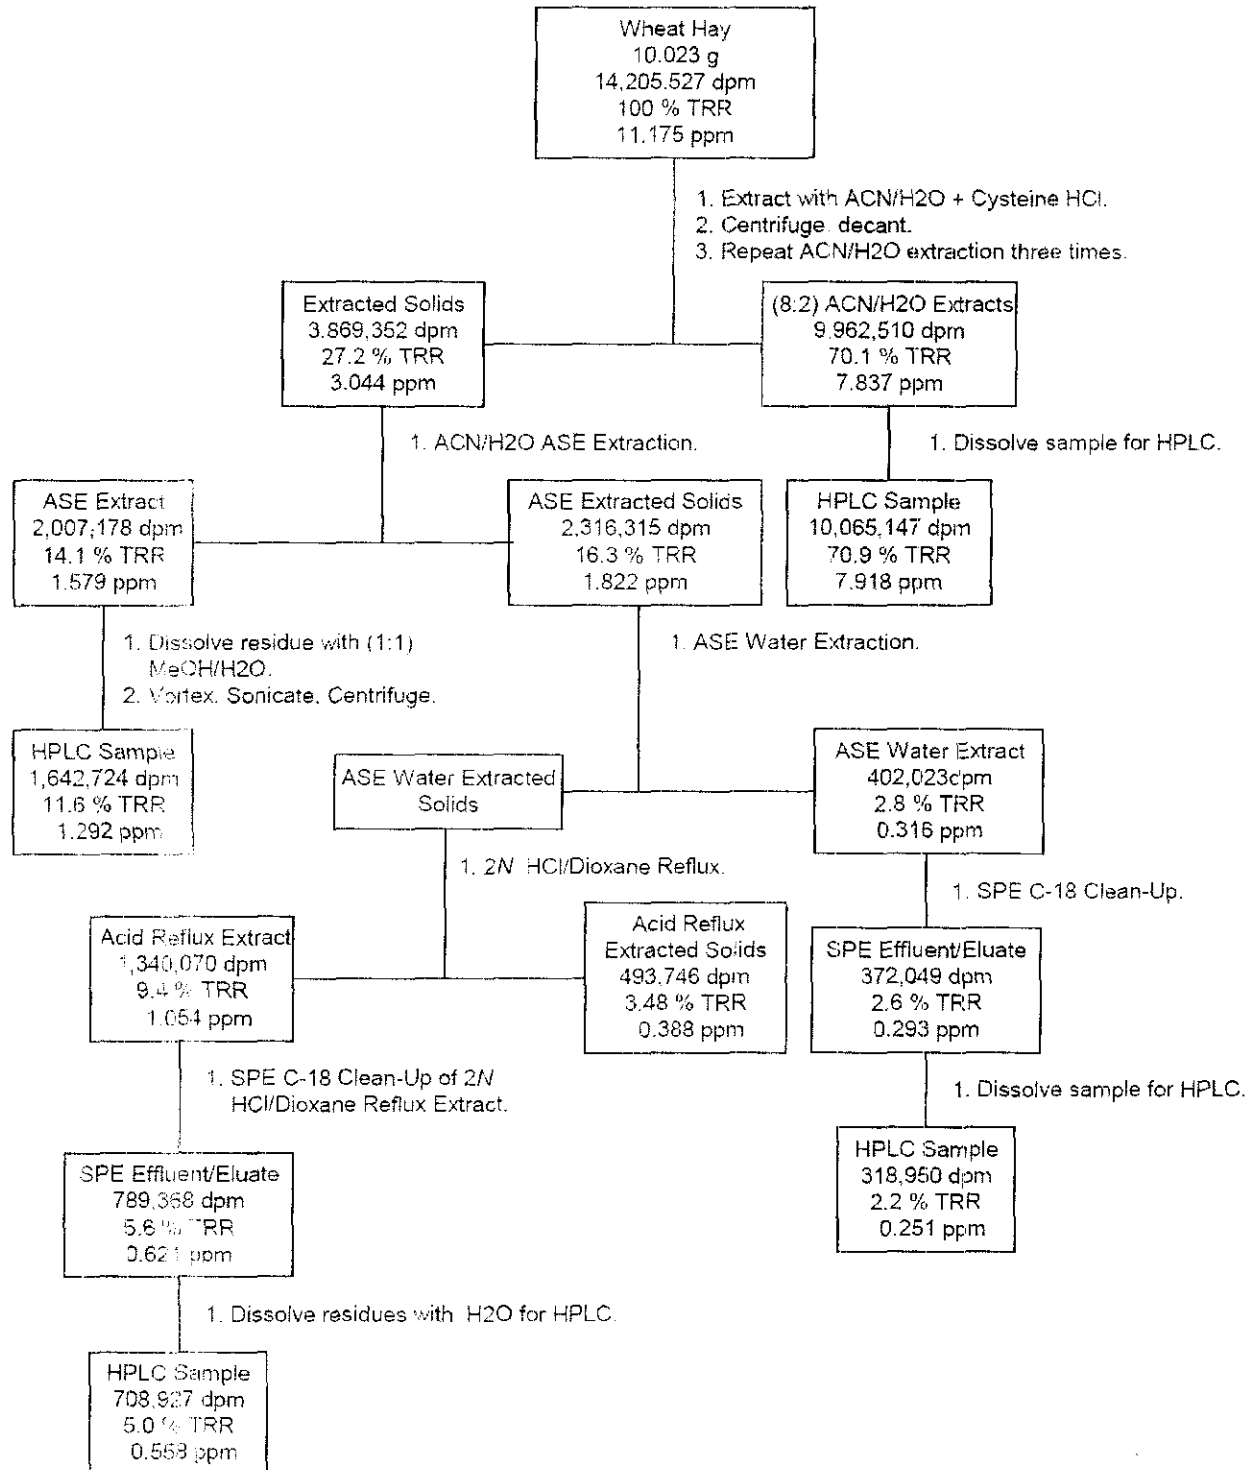 Wheat Hay
10.023 g
14,205.527 dpm
100 % TRR
11.175 ppm
1. Extract with ACN/H2O + Cysteine HCl.
2. Centrifuge, decant.
3. Repeat ACN/H2O extraction three times.
Extracted Solids
3.869,352 dpm
27.2 % TRR
3.044 ppm
(8:2) ACN/H2O Extracts
9.962,510 dpm
70.1 % TRR
7.837 ppm
1. ACN/H2O ASE Extraction.
1. Dissolve sample for HPLC.
ASE Extract
2,007,178 dpm
14.1 % TRR
1.579 ppm
ASE Extracted Solids
2,316,315 dpm
16.3 % TRR
1.822 ppm
HPLC Sample
10,065,147 dpm
70.9 % TRR
7.918 ppm
1. Dissolve residue with (1:1)
MeOH/H2O.
2. Vortex. Sonicate. Centrifuge.
1. ASE Water Extraction.
HPLC Sample
1,642,724 dpm
11.6 % TRR
1.292 ppm
ASE Water Extracted
Solids
ASE Water Extract
402,023dpm
2.8 % TRR
0.316 ppm
1. 2N HCl/Dioxane Reflux.
1. SPE C-18 Clean-Up.
Acid Reflux Extract
1,340,070 dpm
9.4 % TRR
1.054 ppm
Acid Reflux
Extracted Solids
493,746 dpm
3.48 % TRR
0.388 ppm
SPE Effluent/Eluate
372,049 dpm
2.6 % TRR
0.293 ppm
1. SPE C-18 Clean-Up of 2N
HCl/Dioxane Reflux Extract.
1. Dissolve sample for HPLC.
SPE Effluent/Eluate
789,368 dpm
5.6 % TRR
0.621 ppm
HPLC Sample
318,950 dpm
2.2 % TRR
0.251 ppm
1. Dissolve residues with H2O for HPLC.
HPLC Sample
708,927 dpm
5.0 % TRR
0.558 ppm